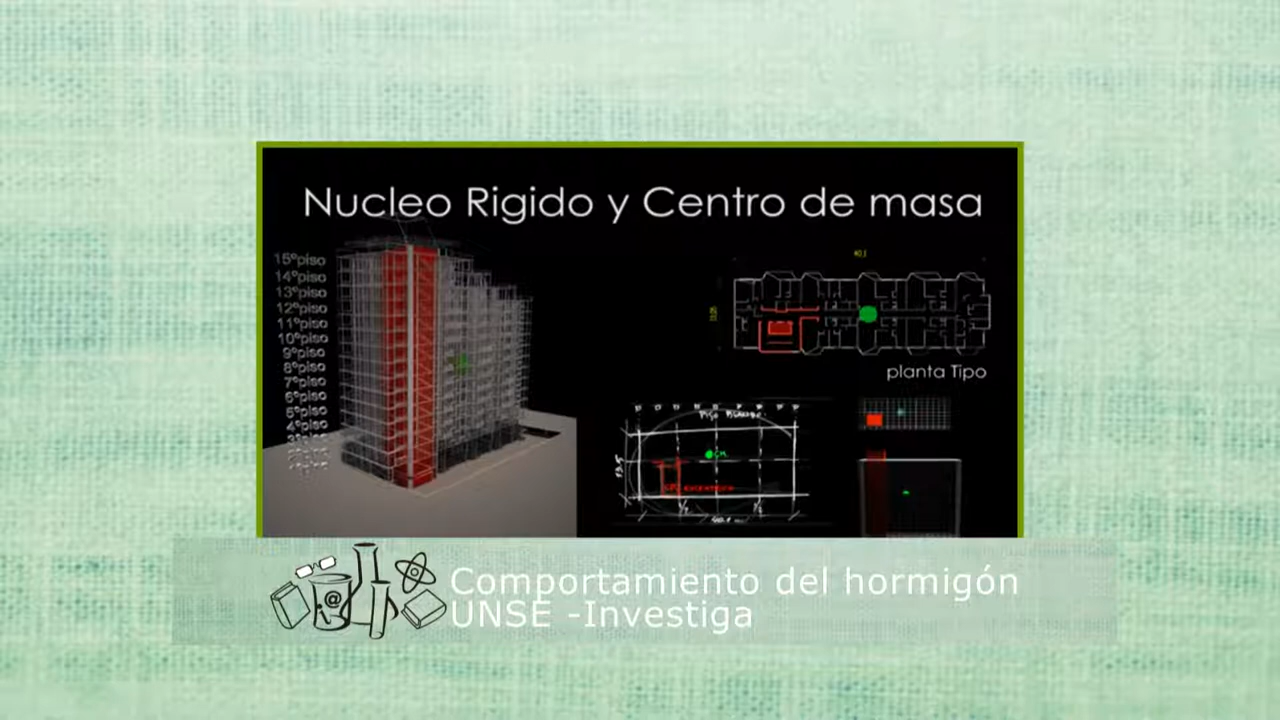 Nucleo Rigido y Centro de masa
15ºpiso
14ºpiso
13ºpiso
12ºpiso
11ºpiso
10ºpiso
9ºpiso
8ºpiso
7ºpiso
6ºpiso
5ºpiso
4ºpiso
planta Tipo
Comportamiento del hormigón
UNSE -Investiga